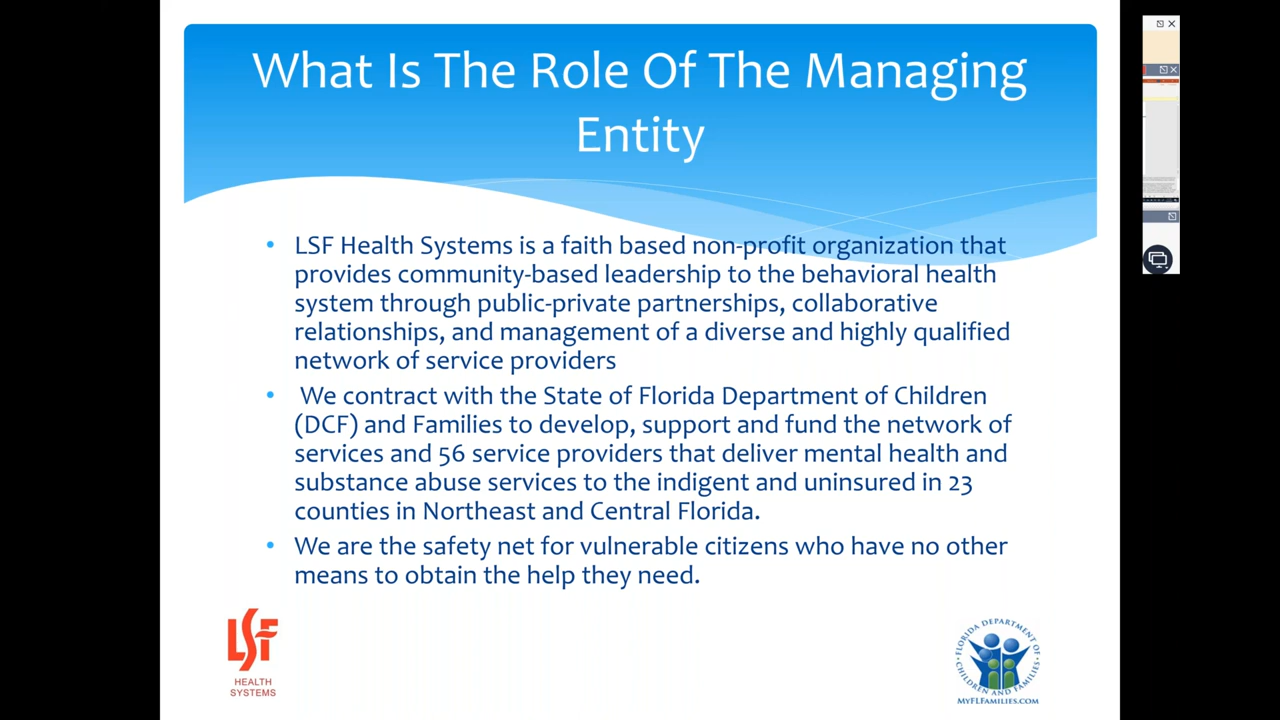 What Is The Role Of The Managing
Entity
• LSF Health Systems is a faith based non-profit organization that
provides community-based leadership to the behavioral health
system through public-private partnerships, collaborative
relationships, and management of a diverse and highly qualified
network of service providers
• We contract with the State of Florida Department of Children
(DCF) and Families to develop, support and fund the network of
services and 56 service providers that deliver mental health and
substance abuse services to the indigent and uninsured in 23
counties in Northeast and Central Florida.
• We are the safety net for vulnerable citizens who have no other
means to obtain the help they need.
LSF
HEALTH
SYSTEMS
FLORIDA DEPARTMENT OF
CHILDREN AND FAMILIES
MYFLFAMILIES.COM